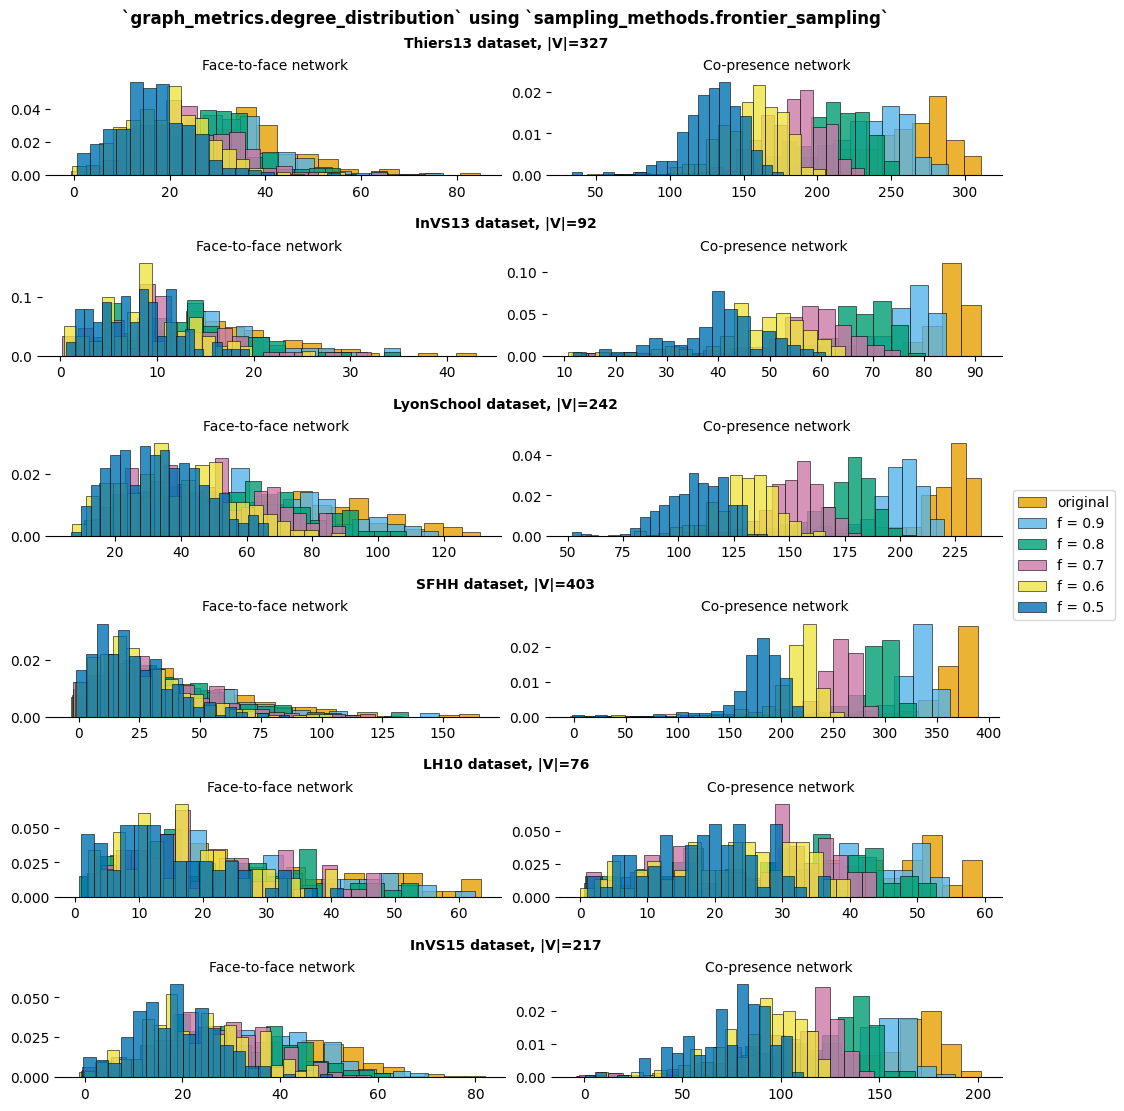 `graph_metrics.degree_distribution` using `sampling_methods.frontier_sampling`
Thiers13 dataset, |V|=327
Face-to-face network
Co-presence network
0.04
0.02
0.00
0 20 40 60 80
0.02
0.01
0.00
50 100 150 200 250 300
InVS13 dataset, |V|=92
Face-to-face network
Co-presence network
0.1
0.0
0 10 20 30 40
0.10
0.05
0.00
10 20 30 40 50 60 70 80 90
LyonSchool dataset, |V|=242
Face-to-face network
Co-presence network
0.02
0.00
20 40 60 80 100 120
0.04
0.02
0.00
50 75 100 125 150 175 200 225
original
f = 0.9
f = 0.8
f = 0.7
f = 0.6
f = 0.5
SFHH dataset, |V|=403
Face-to-face network
Co-presence network
0.02
0.00
0 25 50 75 100 125 150
0.02
0.01
0.00
0 50 100 150 200 250 300 350 400
LH10 dataset, |V|=76
Face-to-face network
Co-presence network
0.050
0.025
0.000
0 10 20 30 40 50 60
0.050
0.025
0.000
0 10 20 30 40 50 60
InVS15 dataset, |V|=217
Face-to-face network
Co-presence network
0.050
0.025
0.000
0 20 40 60 80
0.02
0.01
0.00
0 50 100 150 200